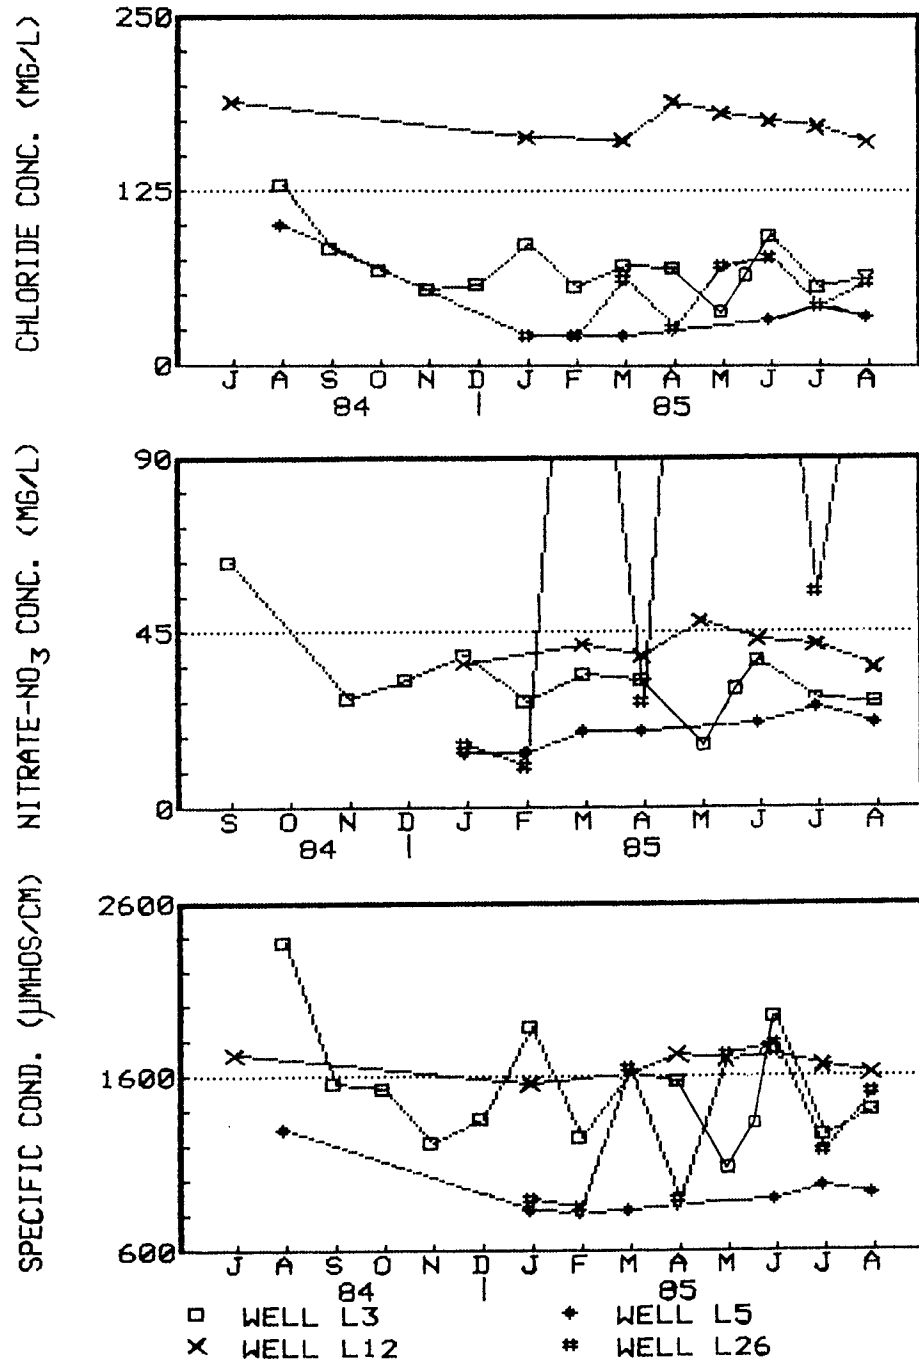 CHLORIDE CONC. (MG/L)
250
125
0
J A S O N D J F M A M J J A
84 | 85
NITRATE-NO3 CONC. (MG/L)
90
45
0
S O N D J F M A M J J A
84 | 85
SPECIFIC COND. (µMHOS/CM)
2600
1600
600
J A S O N D J F M A M J J A
84 | 85
WELL L3 WELL L5
WELL L12 WELL L26